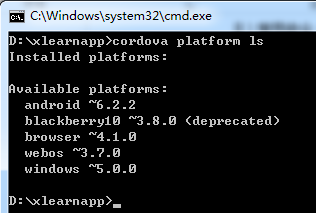 C:\Windows\system32\cmd.exe
D:\xlearnapp>cordova platform ls
Installed platforms:
Available platforms:
android ~6.2.2
blackberry10 ~3.8.0 (deprecated)
browser ~4.1.0
webos ~3.7.0
windows ~5.0.0
D:\xlearnapp>_